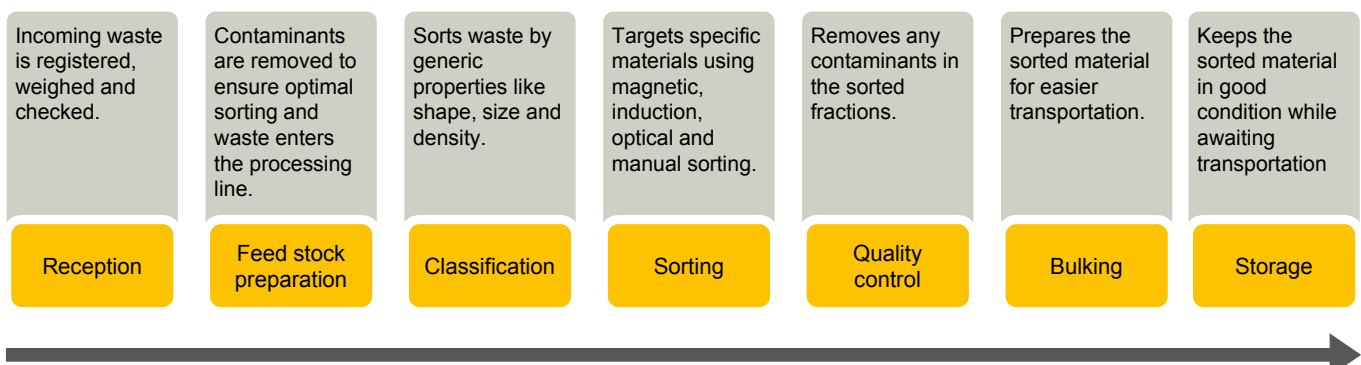 Incoming waste
is registered,
weighed and
checked.
Reception
Contaminants
are removed to
ensure optimal
sorting and
waste enters
the processing
line.
Feed stock
preparation
Sorts waste by
generic
properties like
shape, size and
density.
Classification
Targets specific
materials using
magnetic,
induction,
optical and
manual sorting.
Sorting
Removes any
contaminants in
the sorted
fractions.
Quality
control
Prepares the
sorted material
for easier
transportation.
Bulking
Keeps the
sorted material
in good
condition while
awaiting
transportation
Storage